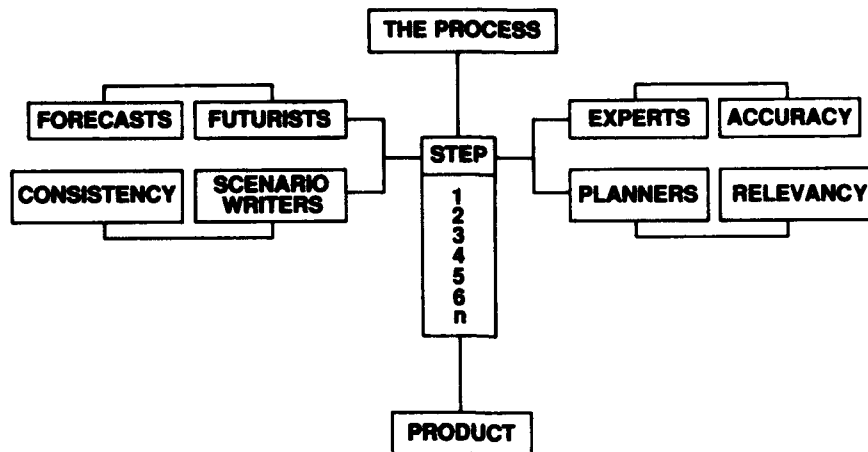 THE PROCESS
FORECASTS
FUTURISTS
EXPERTS
ACCURACY
STEP
CONSISTENCY
SCENARIO
WRITERS
PLANNERS
RELEVANCY
1
2
3
4
5
6
n
PRODUCT